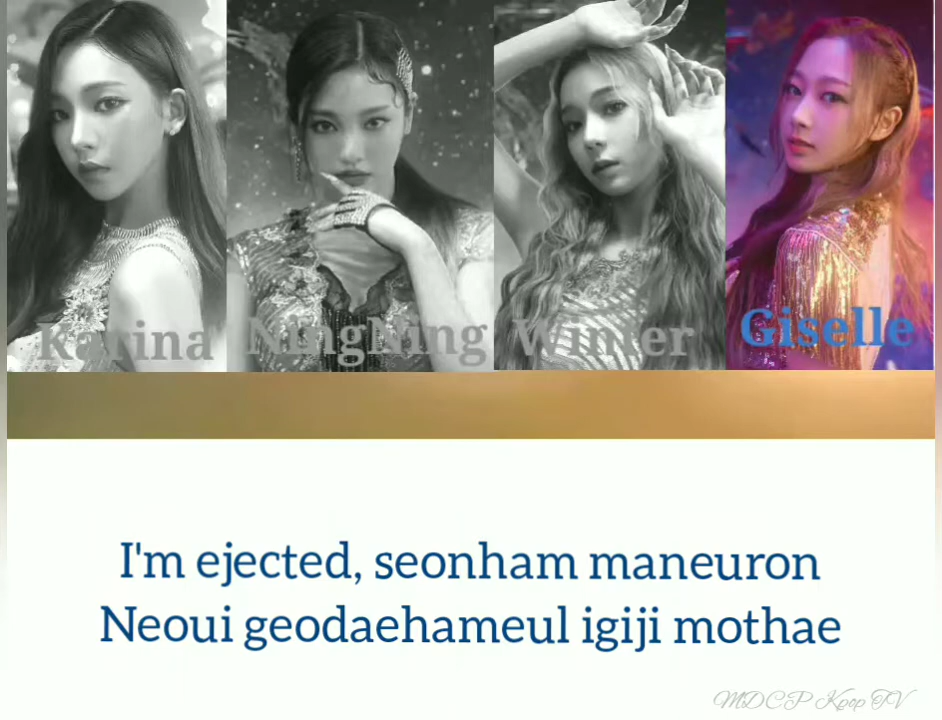 Karina NingNing Winter Giselle
I'm ejected, seonham maneuron
Neoui geodaehameul igiji mothae
MDCP Kpop TV